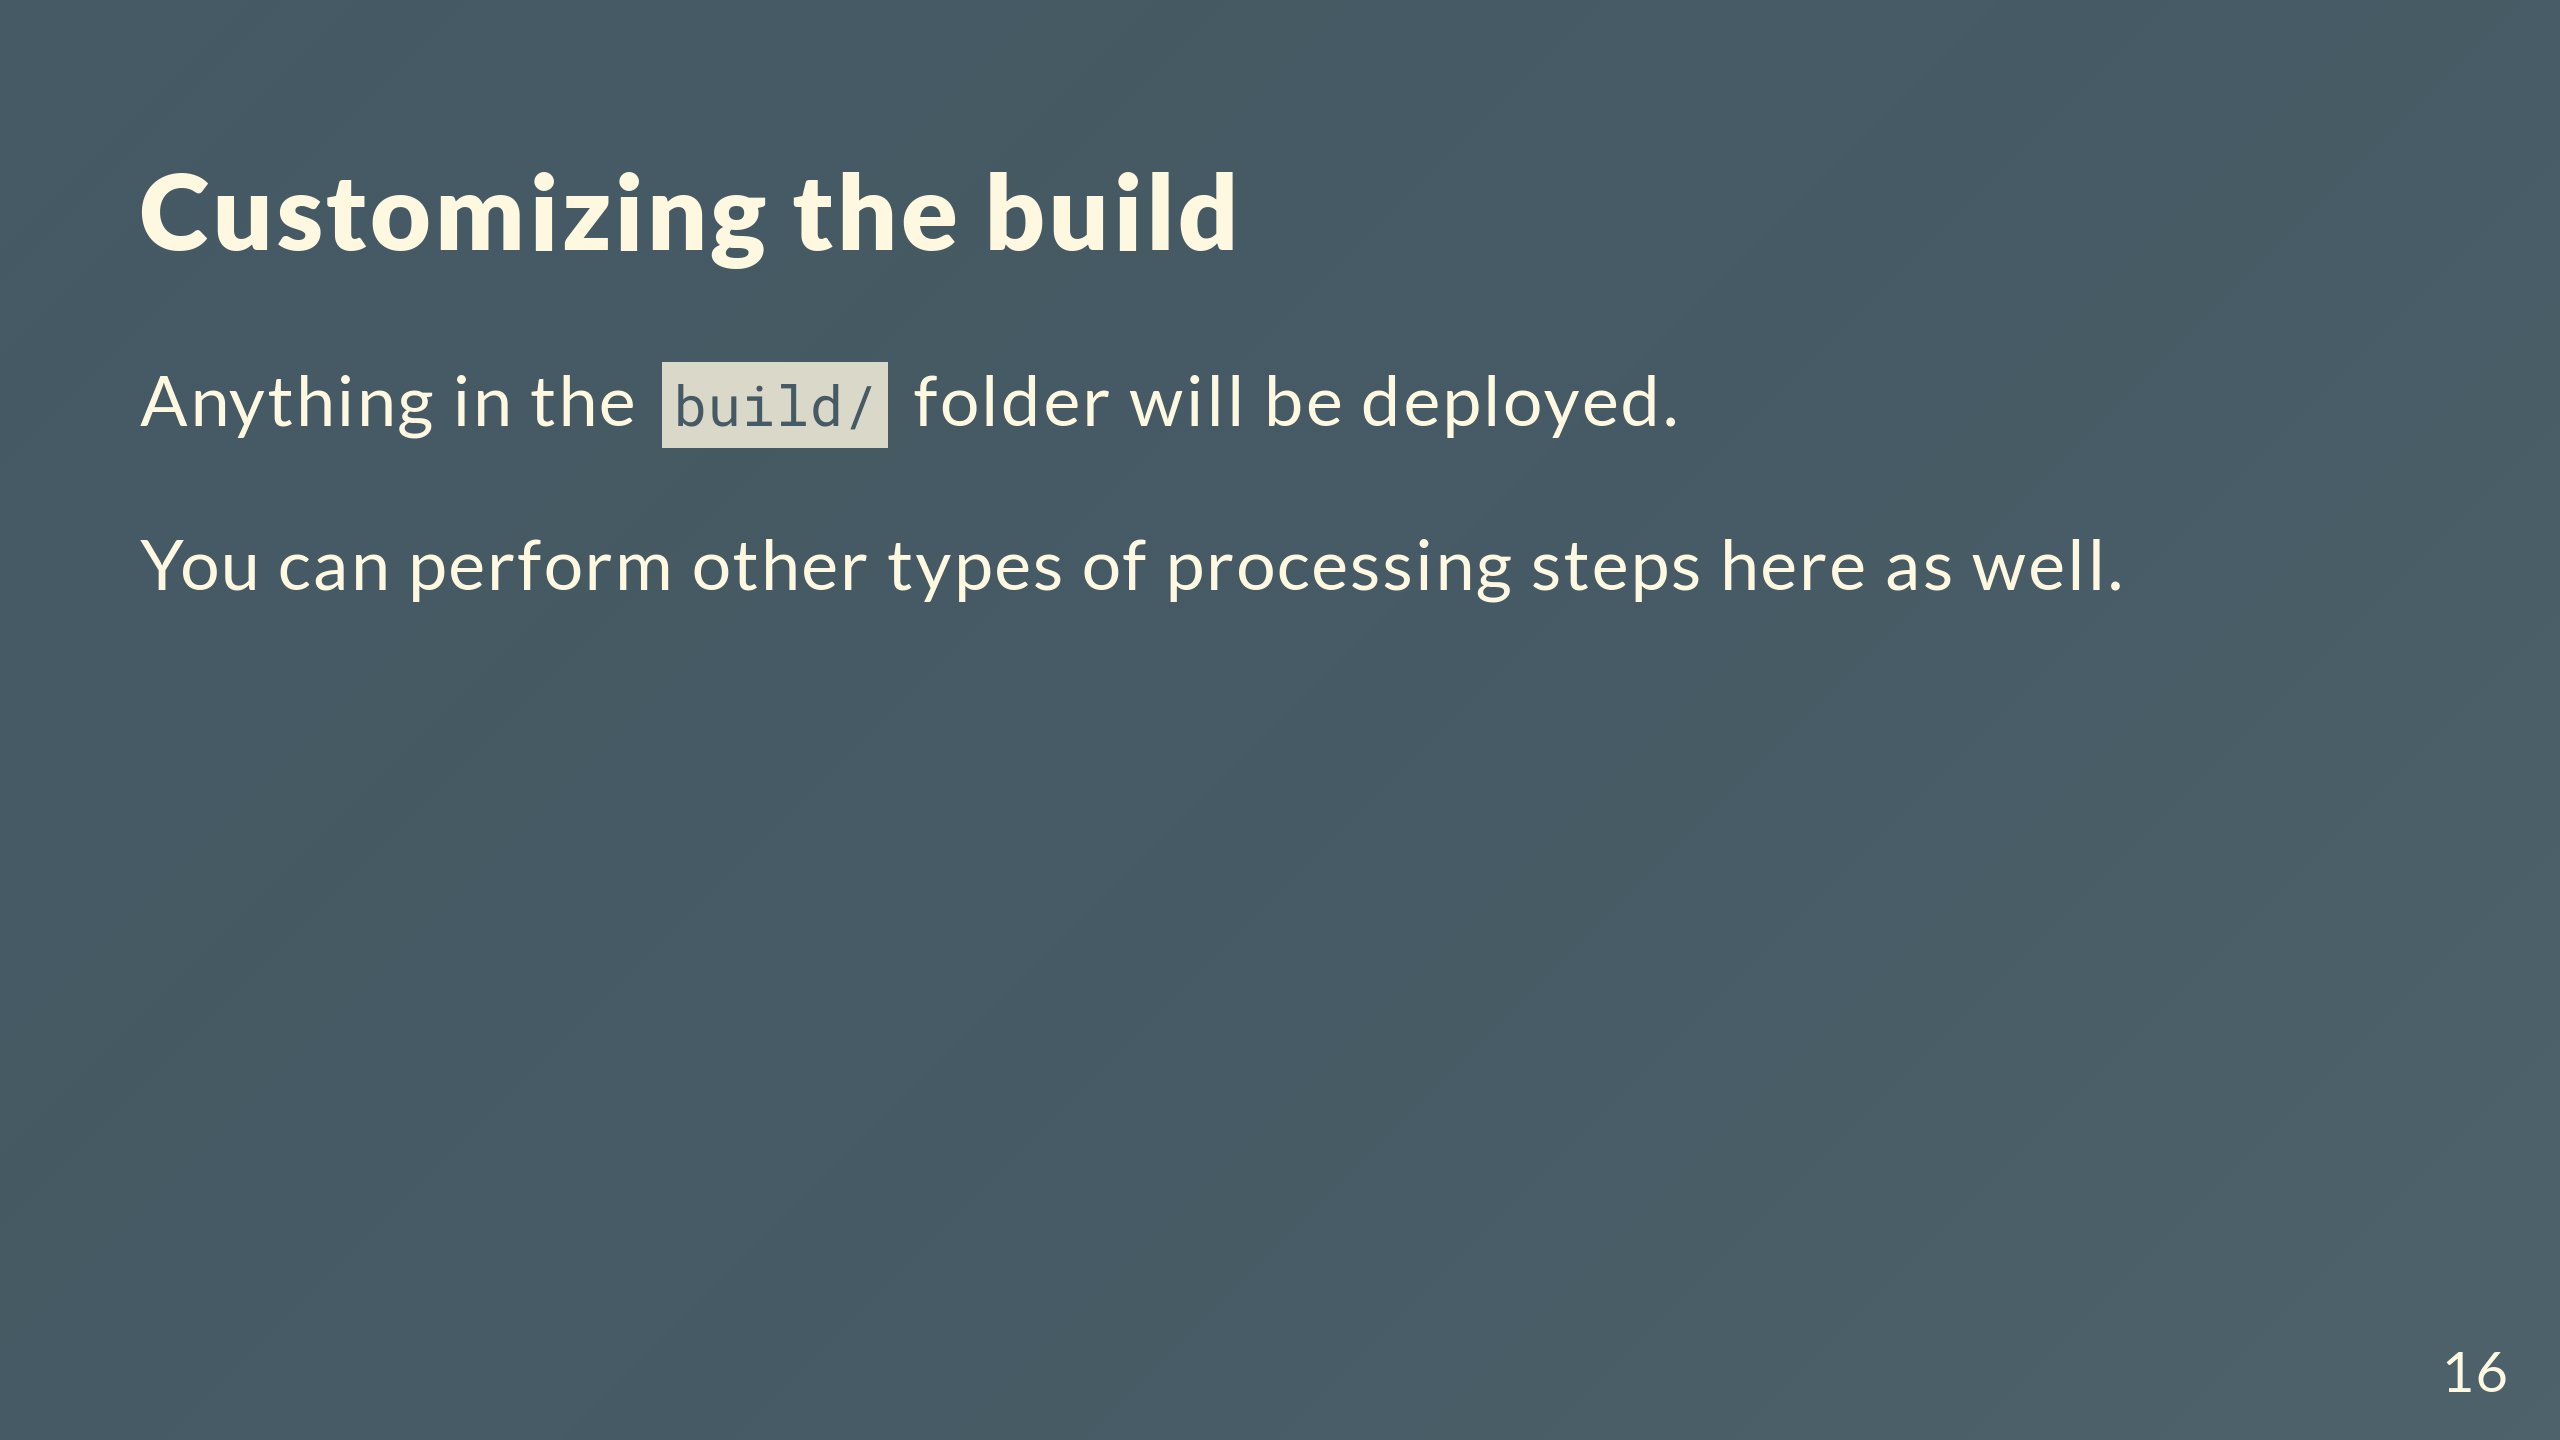 Customizing the build
Anything in the build/ folder will be deployed.
You can perform other types of processing steps here as well.
16